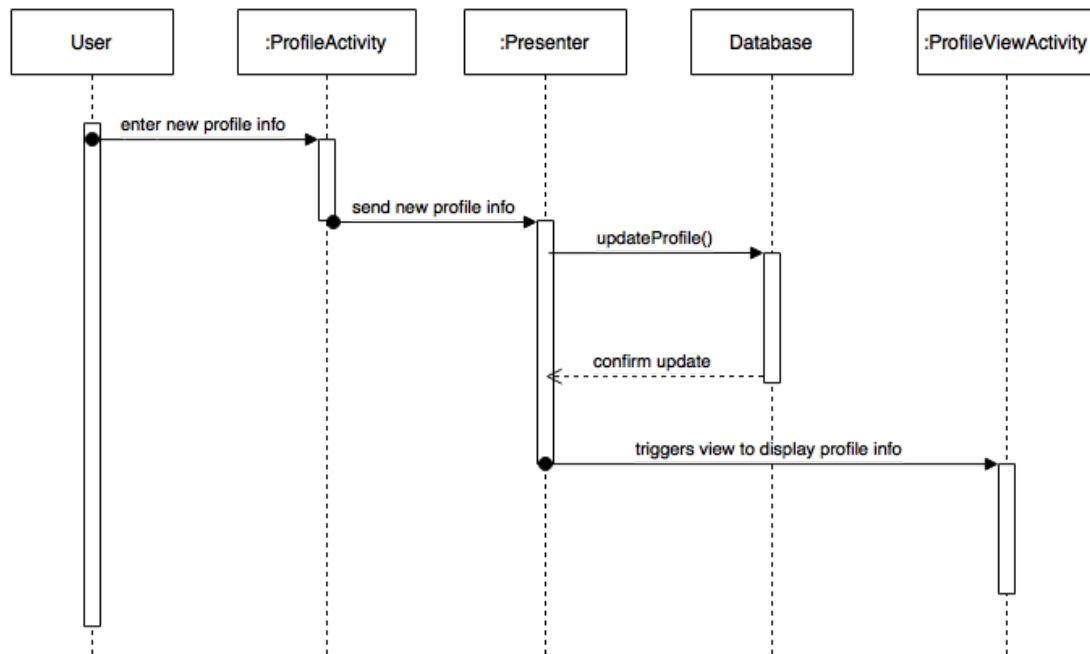 User
:ProfileActivity
:Presenter
Database
:ProfileViewActivity
enter new profile info
send new profile info
updateProfile()
confirm update
triggers view to display profile info